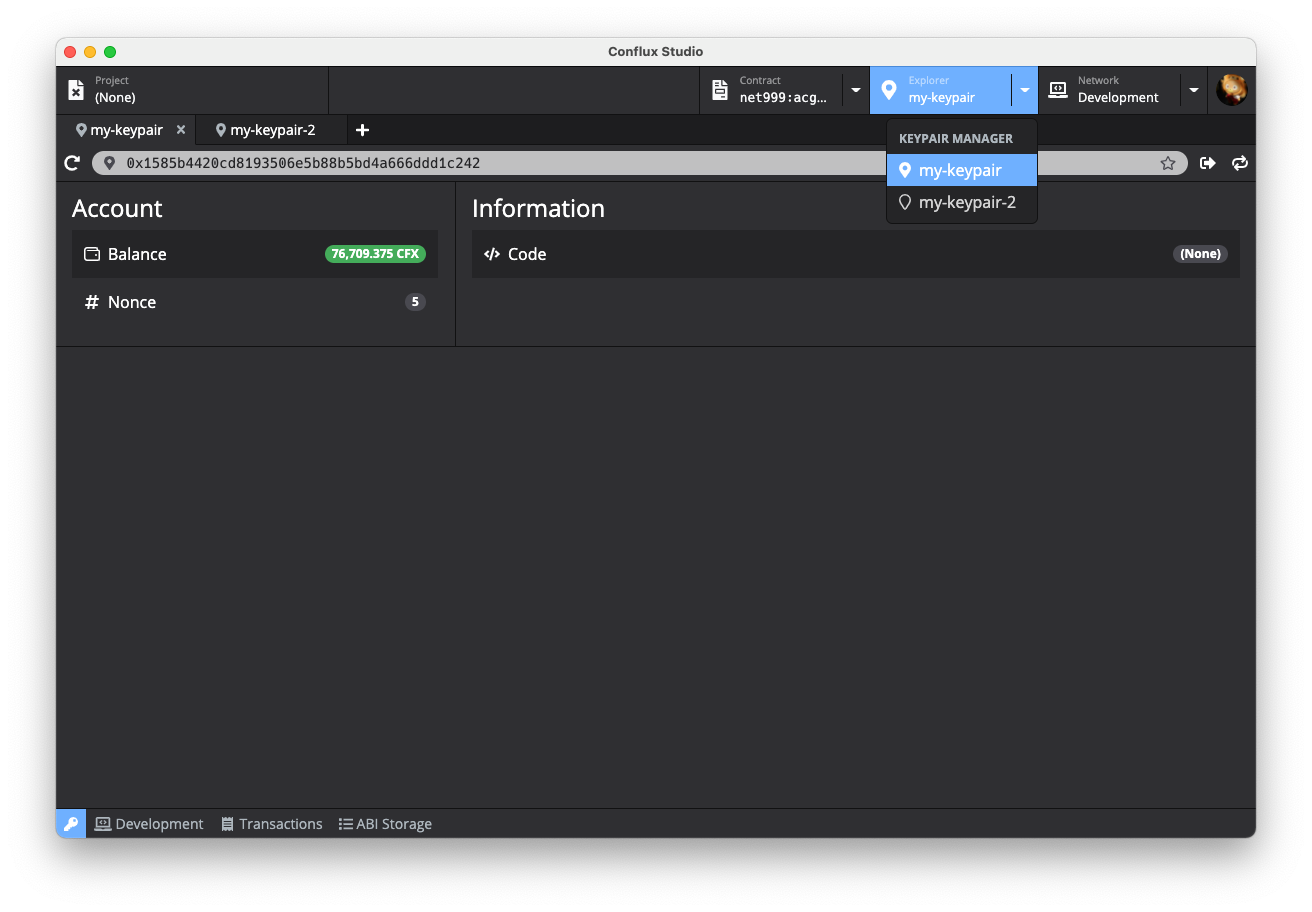 Conflux Studio
Project
(None)
Contract
net999:acg...
Explorer
my-keypair
Network
Development
my-keypair
my-keypair-2
0x1585b4420cd8193506e5b88b5bd4a666ddd1c242
KEYPAIR MANAGER
my-keypair
my-keypair-2
Account
Balance
76,709.375 CFX
Nonce
5
Information
Code
(None)
Development
Transactions
ABI Storage